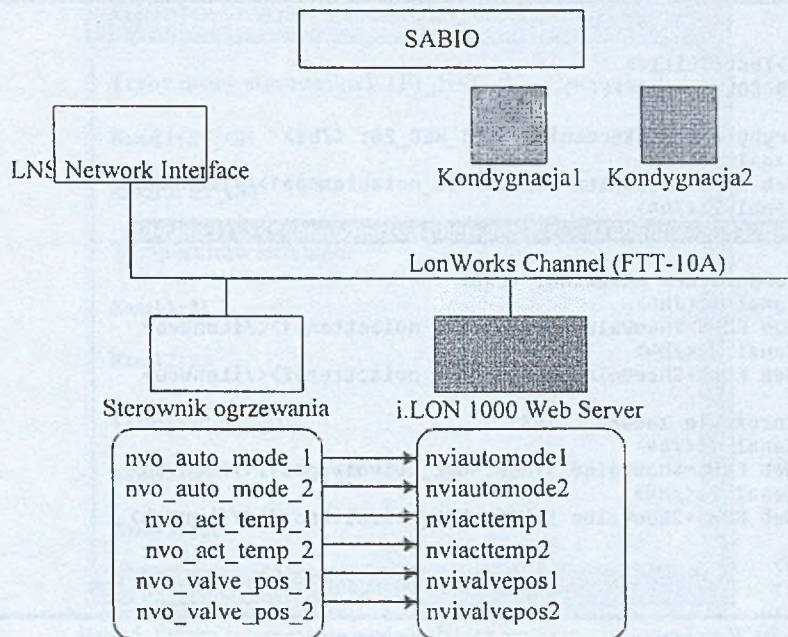 SABIO
LNS Network Interface
Kondygnacja1 Kondygnacja2
LonWorks Channel (FTT-10A)
Sterownik ogrzewania i.LON 1000 Web Server
nvo_auto_mode_1 nviautomode1
nvo_auto_mode_2 nviautomode2
nvo_act_temp_1 nviacttemp1
nvo_act_temp_2 nviacttemp2
nvo_valve_pos_1 nvivalvepos1
nvo_valve_pos_2 nvivalvepos2